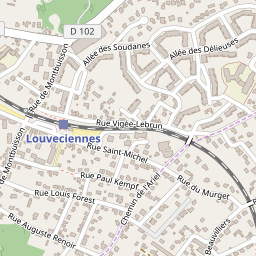 D 102
Allée des Soudanes
Allée des Délieuses
Rue de Montbuisson
Rue Vigée-Lebrun
Louveciennes
de Montbuisson
Rue Saint-Michel
Rue Paul Kempf
Chemin de l'Ariel
Rue du Murget
Rue Louis Forest
Rue Auguste Renoir
Beauvilliers